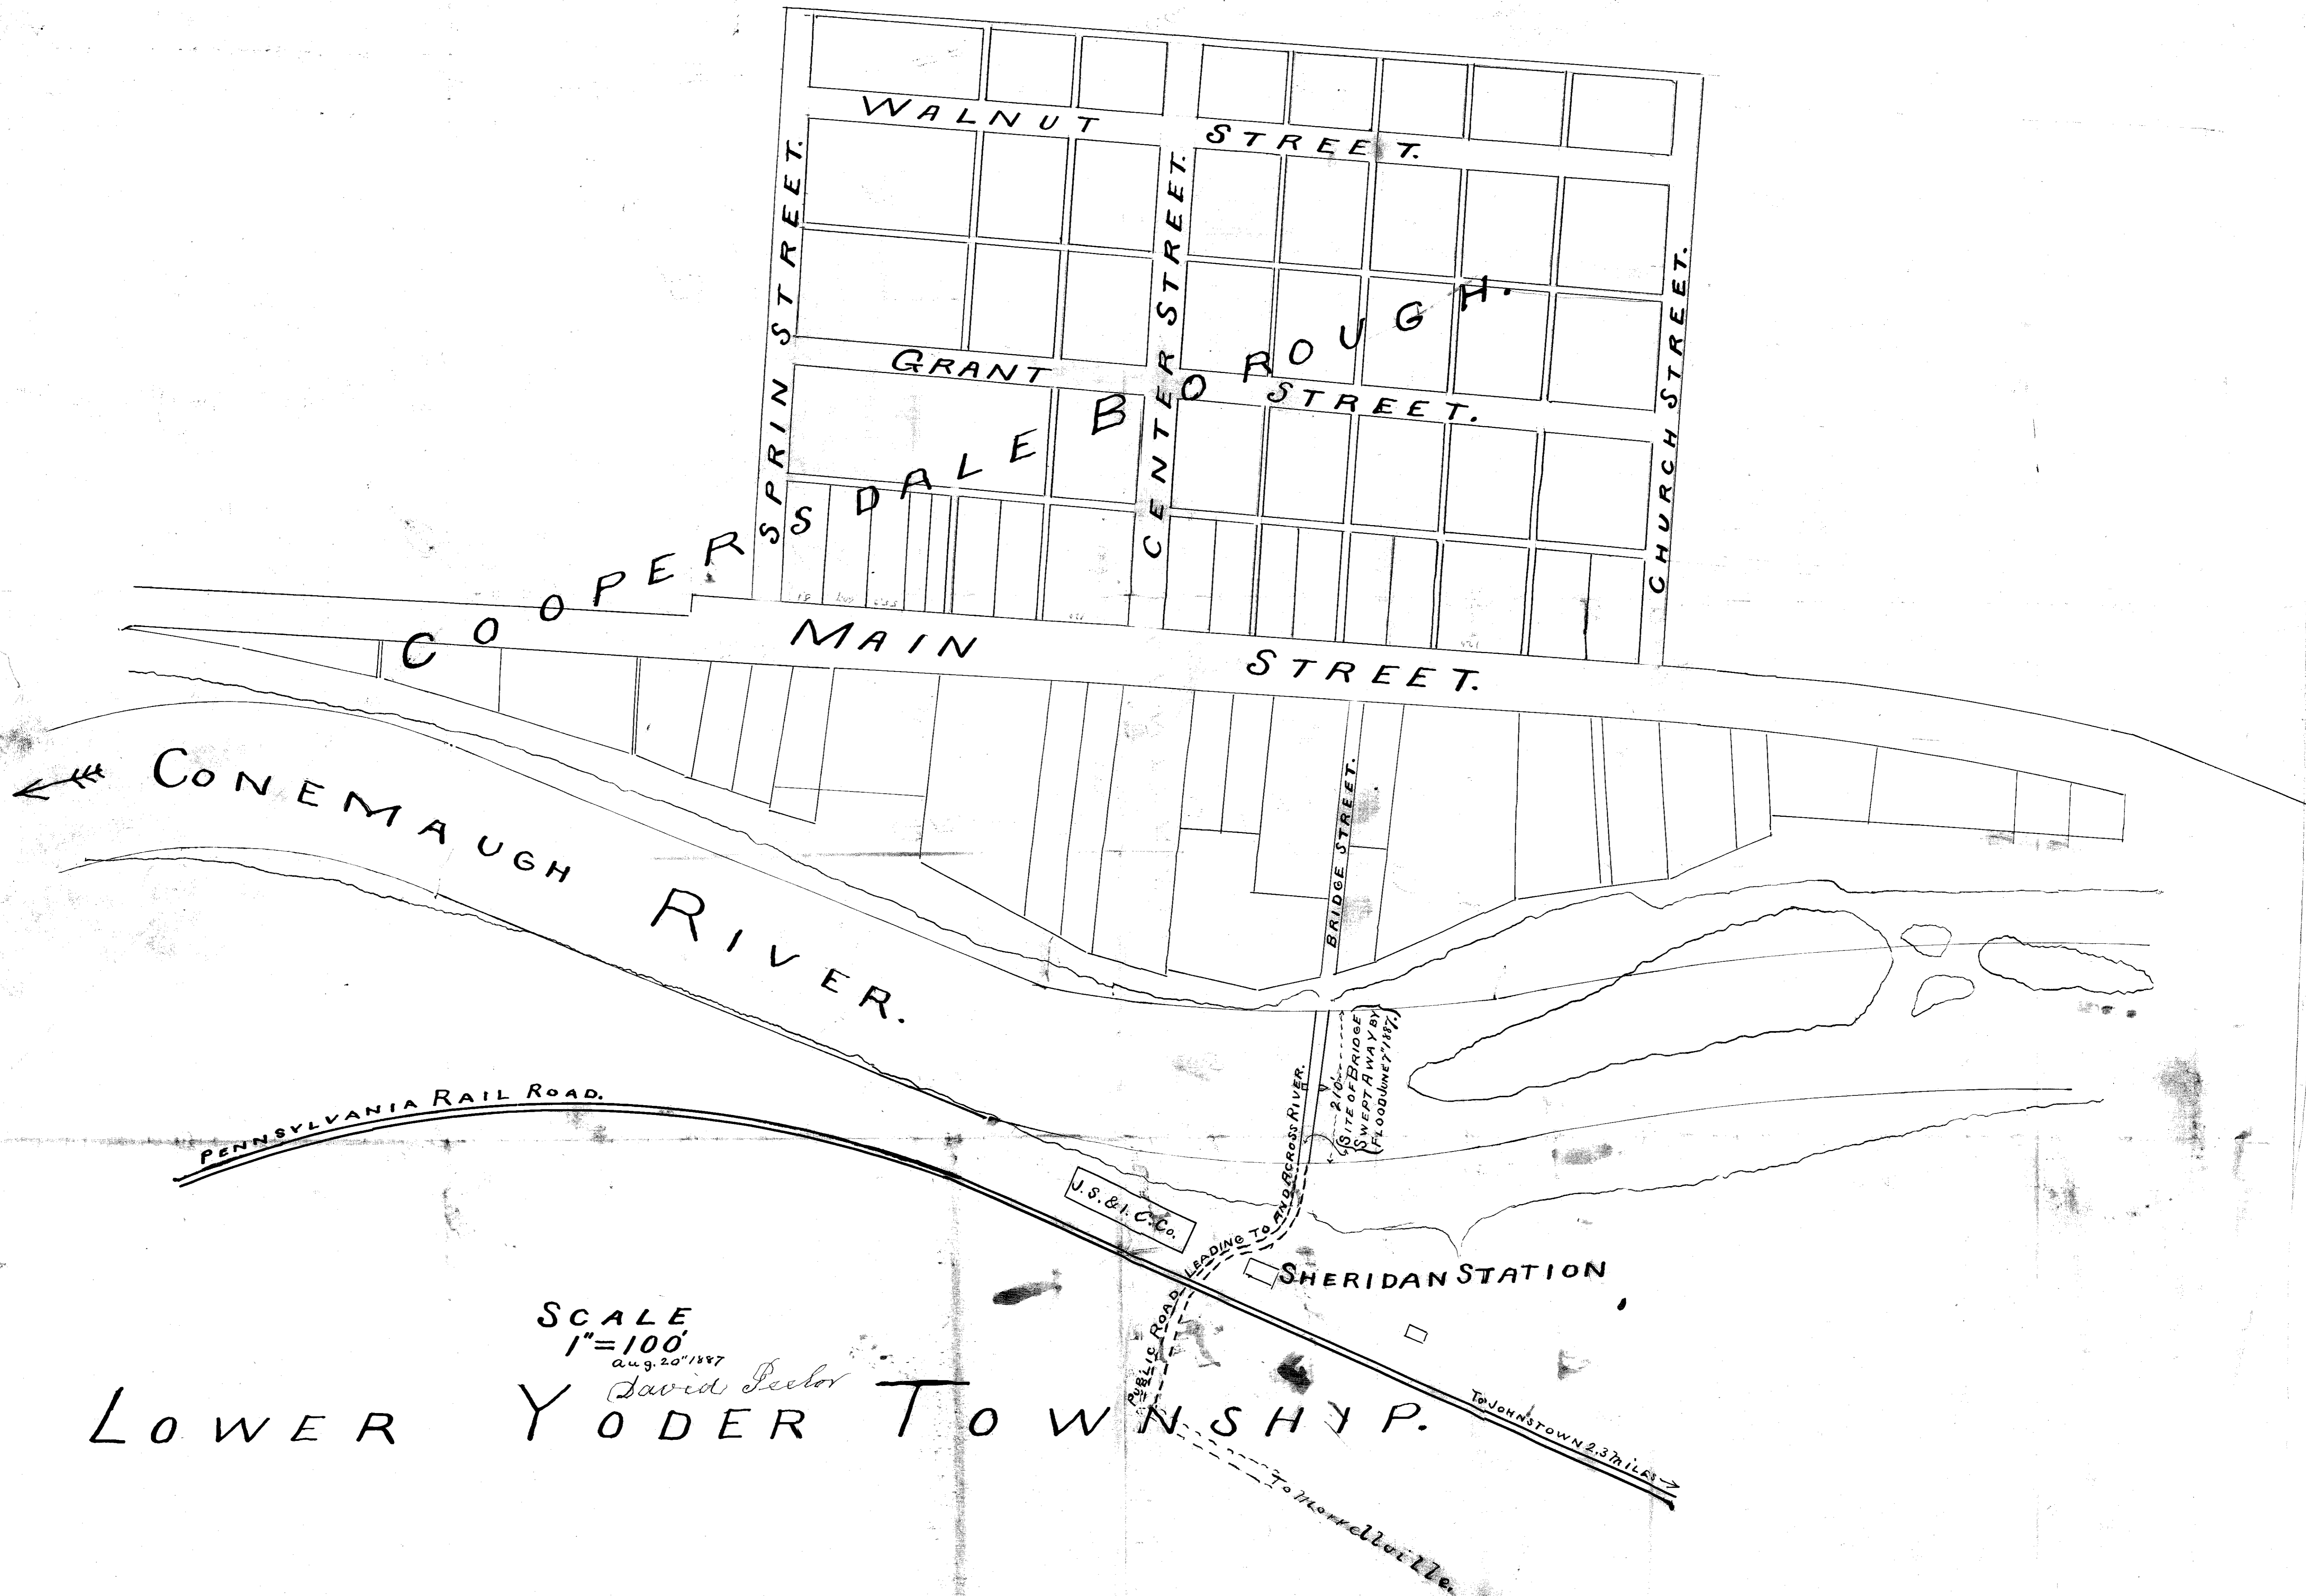 WALNUT STREET.
SPRIN STREET.
CENTER STREET.
CHURCH STREET.
GRANT STREET.
COOPERSDALE BOROUGH.
MAIN STREET.
BRIDGE STREET.
CONEMAUGH RIVER.
210'
(SITE OF BRIDGE)
SWEPT AWAY BY
(FLOOD JUNE 7" 1887.)
PENNSYLVANIA RAIL ROAD.
J. S. & I. C. Co.
PUBLIC ROAD LEADING TO AND ACROSS RIVER.
SHERIDAN STATION
SCALE
1"=100'
Aug. 20" 1887
David Peelor
LOWER YODER TOWNSHIP.
To JOHNSTOWN 2.3 MILES
To Morrellville.